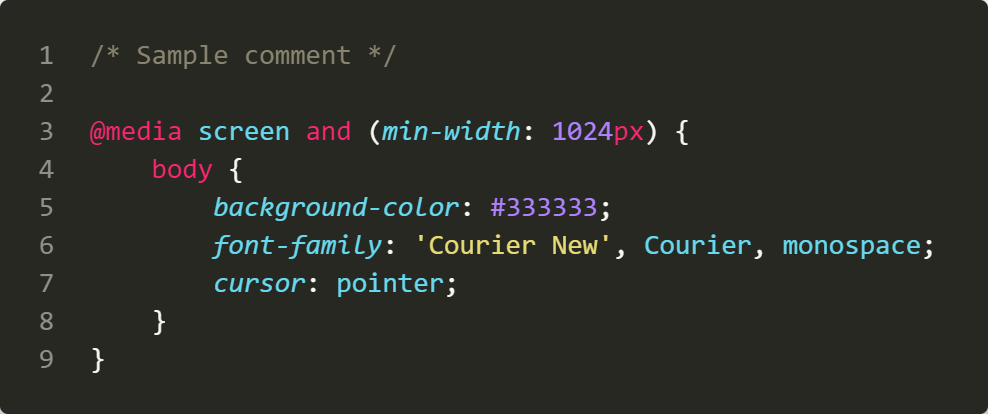 1 /* Sample comment */
2
3 @media screen and (min-width: 1024px) {
4     body {
5         background-color: #333333;
6         font-family: 'Courier New', Courier, monospace;
7         cursor: pointer;
8     }
9 }